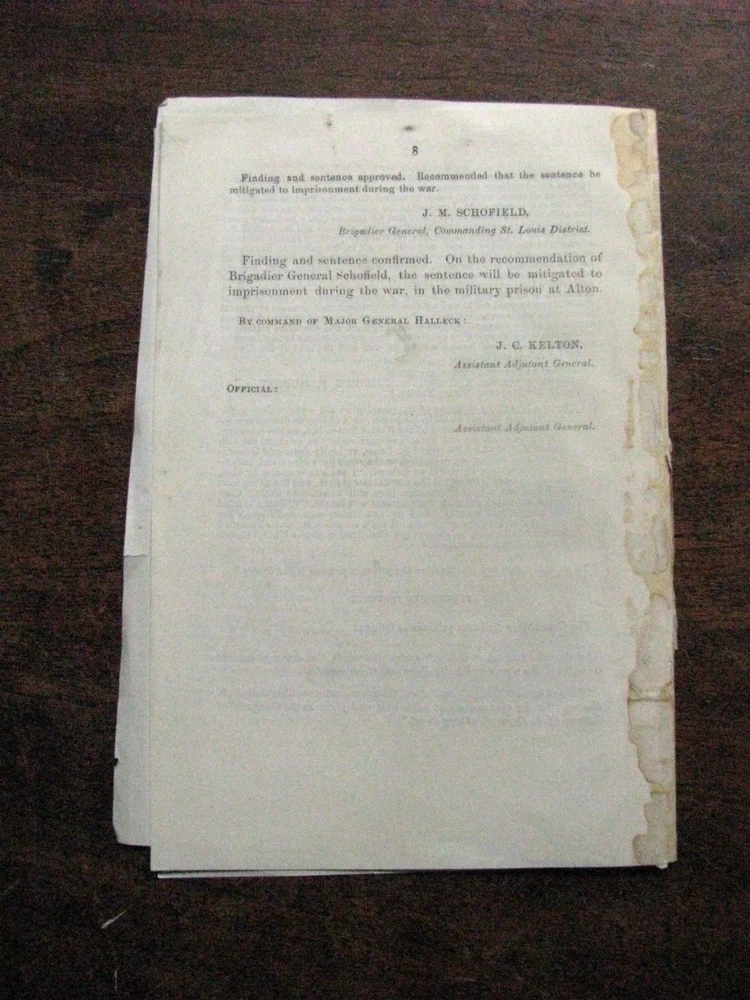 8
Finding and sentence approved. Recommended that the sentence be
mitigated to imprisonment during the war.
J. M. SCHOFIELD,
Brigadier General, Commanding St. Louis District.
Finding and sentence confirmed. On the recommendation of
Brigadier General Schofield, the sentence will be mitigated to
imprisonment during the war, in the military prison at Alton.
BY COMMAND OF MAJOR GENERAL HALLECK:
J. C. KELTON,
Assistant Adjutant General.
OFFICIAL:
Assistant Adjutant General.